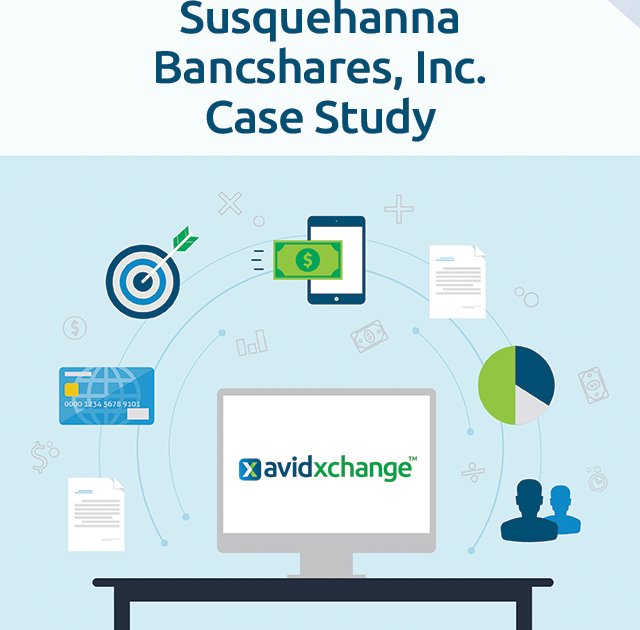 Susquehanna
Bancshares, Inc.
Case Study
$
$
0000 1234 5678 9101
$
x avidxchange™